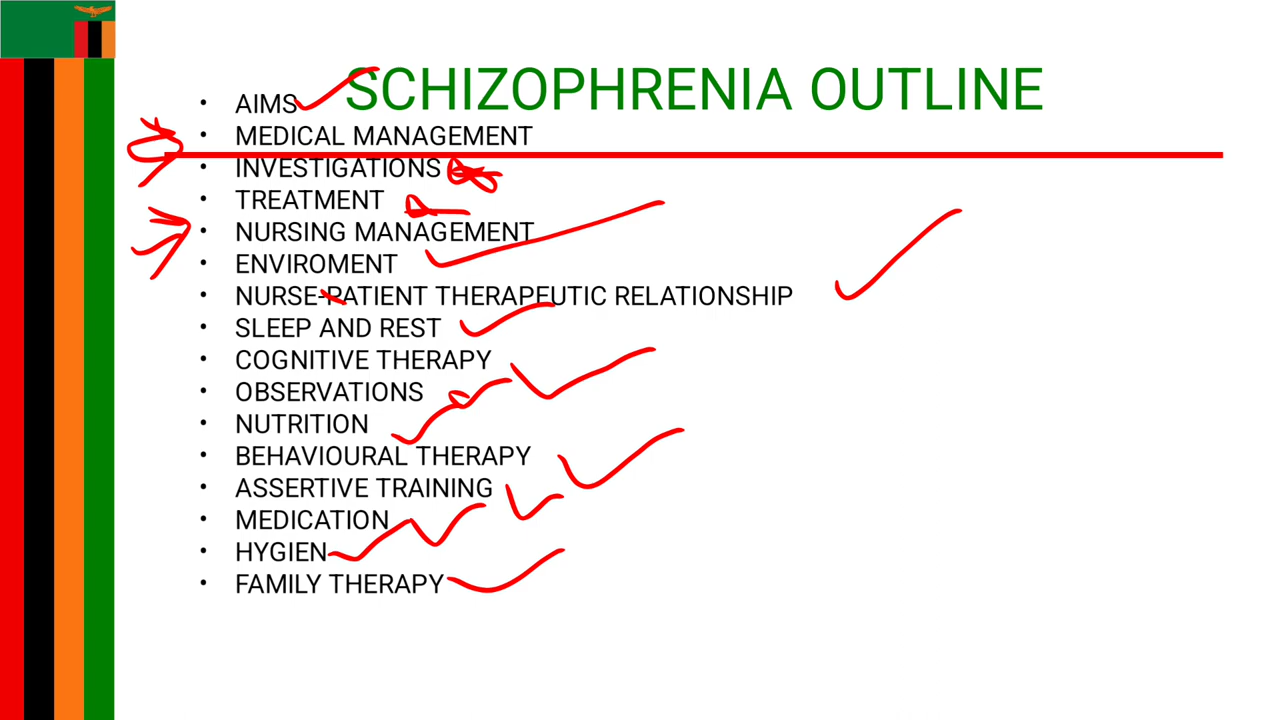 SCHIZOPHRENIA OUTLINE
• AIMS
• MEDICAL MANAGEMENT
• INVESTIGATIONS
• TREATMENT
• NURSING MANAGEMENT
• ENVIROMENT
• NURSE-PATIENT THERAPEUTIC RELATIONSHIP
• SLEEP AND REST
• COGNITIVE THERAPY
• OBSERVATIONS
• NUTRITION
• BEHAVIOURAL THERAPY
• ASSERTIVE TRAINING
• MEDICATION
• HYGIEN
• FAMILY THERAPY